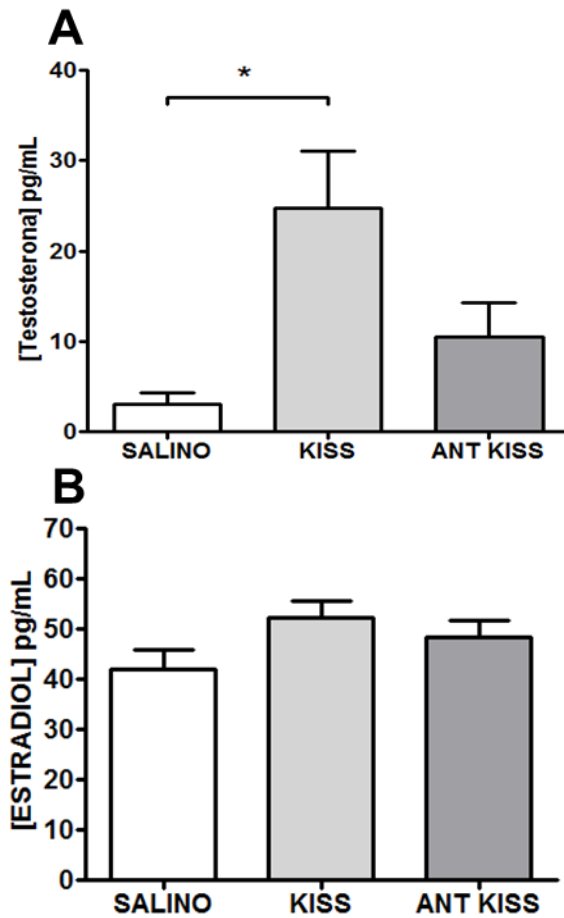 A
*
[Testosterona] pg/mL
40
30
20
10
0
SALINO KISS ANT KISS
B
[ESTRADIOL] pg/mL
70
60
50
40
30
20
10
0
SALINO KISS ANT KISS